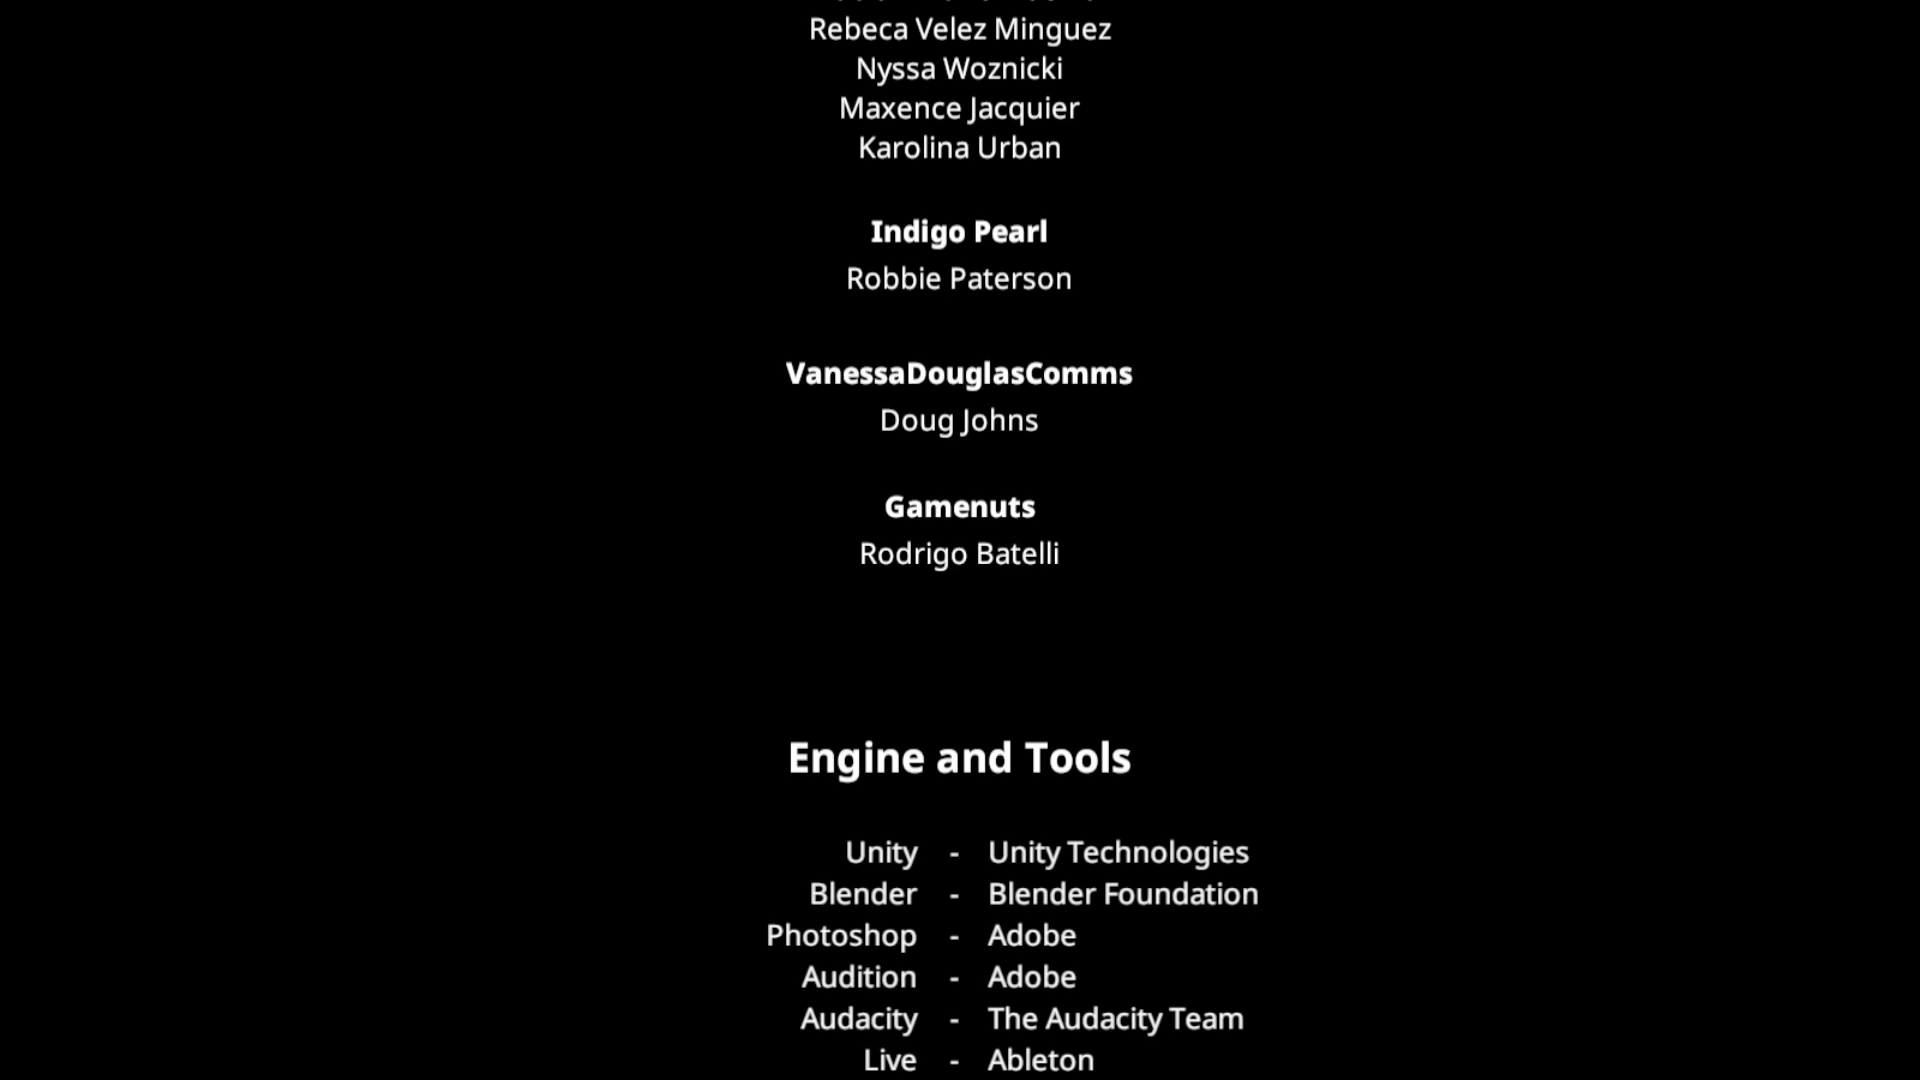 Rebeca Velez Minguez
Nyssa Woznicki
Maxence Jacquier
Karolina Urban
Indigo Pearl
Robbie Paterson
VanessaDouglasComms
Doug Johns
Gamenuts
Rodrigo Batelli
Engine and Tools
Unity - Unity Technologies
Blender - Blender Foundation
Photoshop - Adobe
Audition - Adobe
Audacity - The Audacity Team
Live - Ableton